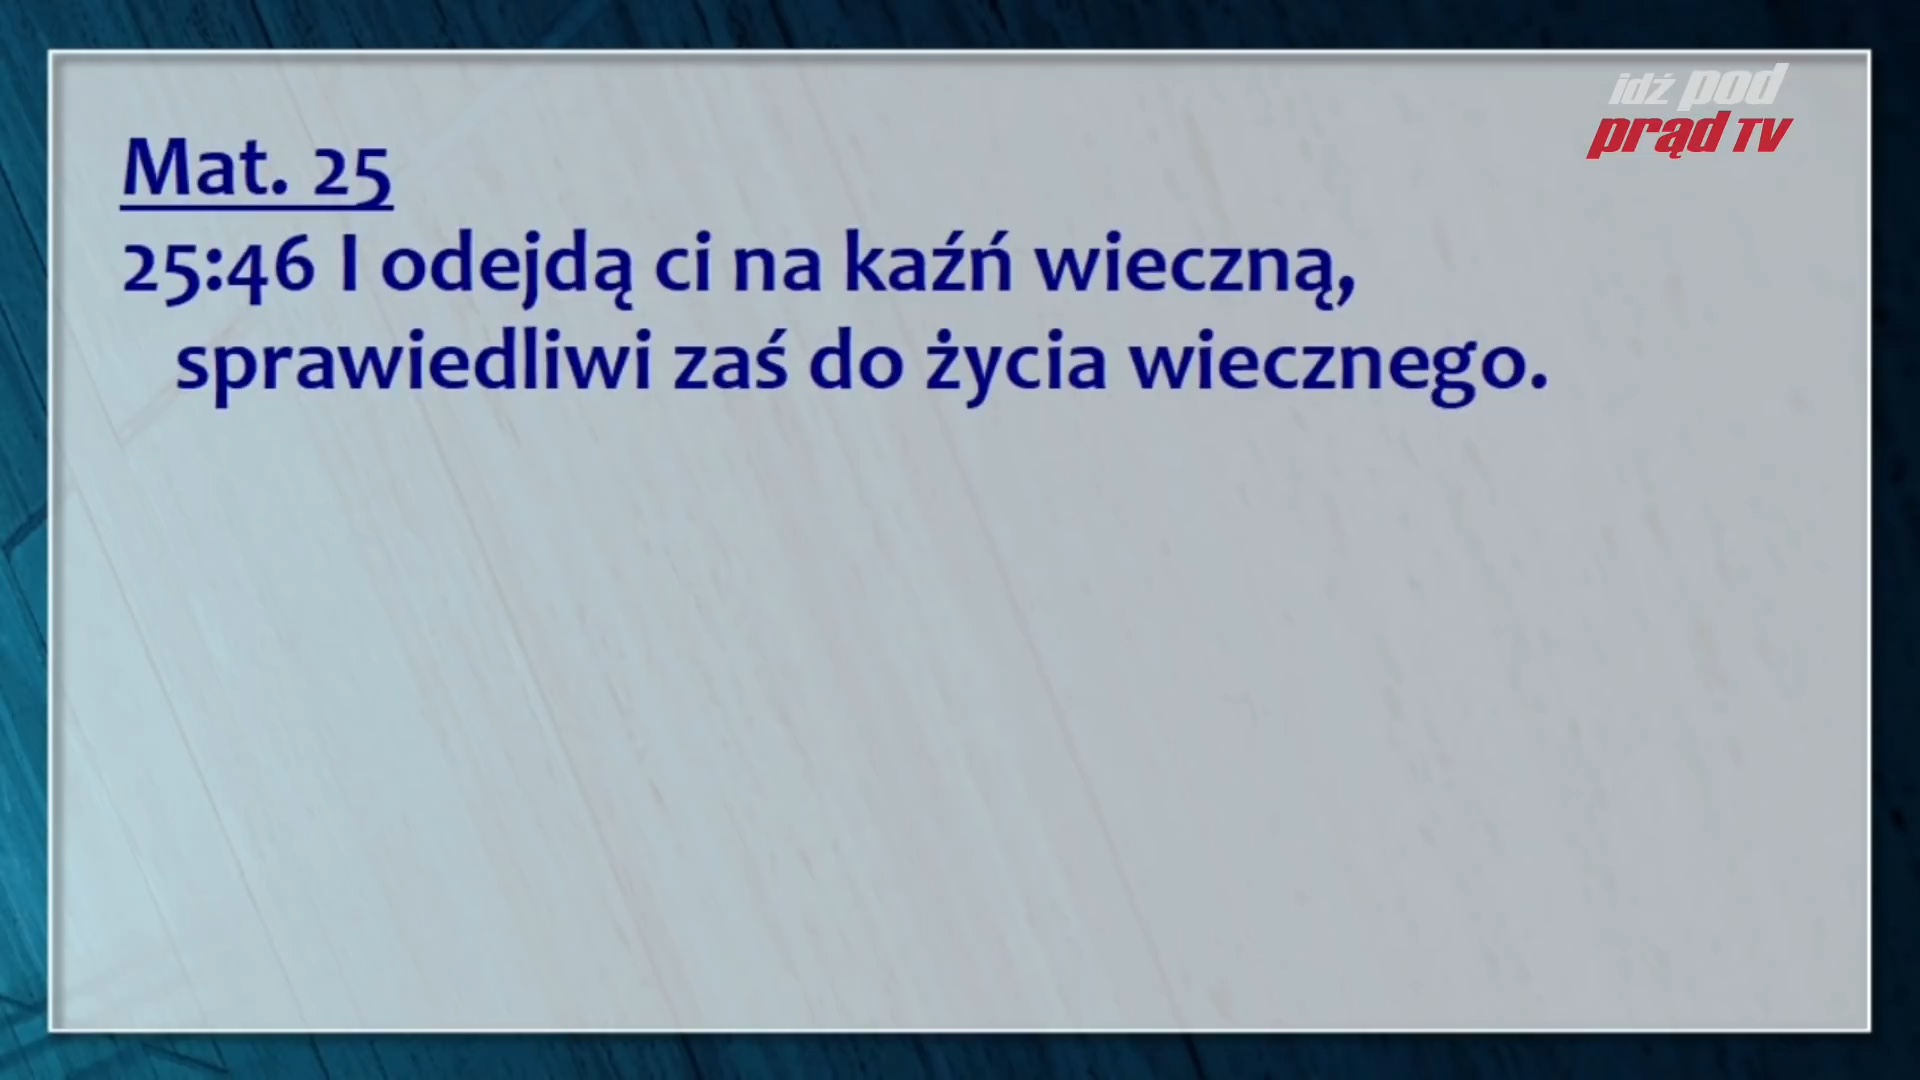 idź pod
prąd TV
Mat. 25
25:46 I odejdą ci na kaźń wieczną,
sprawiedliwi zaś do życia wiecznego.